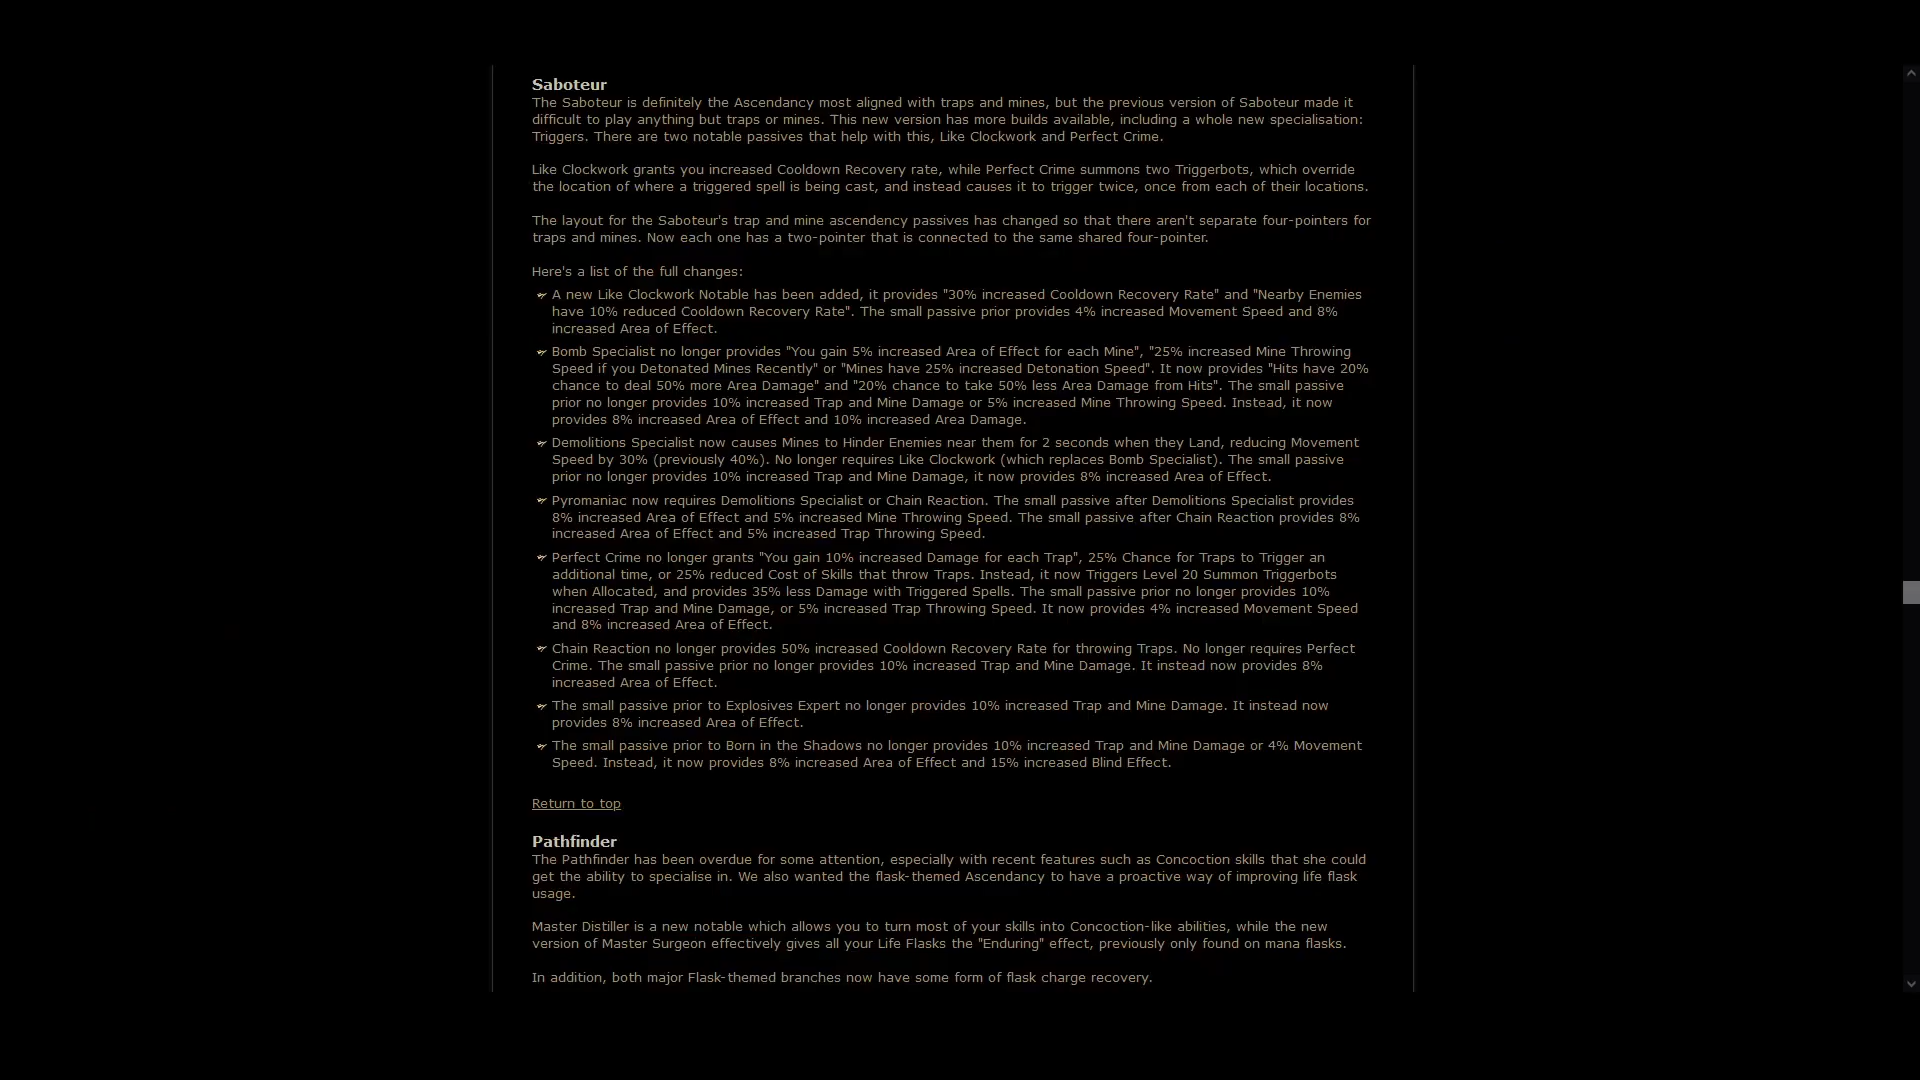 Saboteur
The Saboteur is definitely the Ascendancy most aligned with traps and mines, but the previous version of Saboteur made it
difficult to play anything but traps or mines. This new version has more builds available, including a whole new specialisation:
Triggers. There are two notable passives that help with this, Like Clockwork and Perfect Crime.
Like Clockwork grants you increased Cooldown Recovery rate, while Perfect Crime summons two Triggerbots, which override
the location of where a triggered spell is being cast, and instead causes it to trigger twice, once from each of their locations.
The layout for the Saboteur's trap and mine ascendency passives has changed so that there aren't separate four-pointers for
traps and mines. Now each one has a two-pointer that is connected to the same shared four-pointer.
Here's a list of the full changes:
A new Like Clockwork Notable has been added, it provides "30% increased Cooldown Recovery Rate" and "Nearby Enemies
have 10% reduced Cooldown Recovery Rate". The small passive prior provides 4% increased Movement Speed and 8%
increased Area of Effect.
Bomb Specialist no longer provides "You gain 5% increased Area of Effect for each Mine", "25% increased Mine Throwing
Speed if you Detonated Mines Recently" or "Mines have 25% increased Detonation Speed". It now provides "Hits have 20%
chance to deal 50% more Area Damage" and "20% chance to take 50% less Area Damage from Hits". The small passive
prior no longer provides 10% increased Trap and Mine Damage or 5% increased Mine Throwing Speed. Instead, it now
provides 8% increased Area of Effect and 10% increased Area Damage.
Demolitions Specialist now causes Mines to Hinder Enemies near them for 2 seconds when they Land, reducing Movement
Speed by 30% (previously 40%). No longer requires Like Clockwork (which replaces Bomb Specialist). The small passive
prior no longer provides 10% increased Trap and Mine Damage, it now provides 8% increased Area of Effect.
Pyromaniac now requires Demolitions Specialist or Chain Reaction. The small passive after Demolitions Specialist provides
8% increased Area of Effect and 5% increased Mine Throwing Speed. The small passive after Chain Reaction provides 8%
increased Area of Effect and 5% increased Trap Throwing Speed.
Perfect Crime no longer grants "You gain 10% increased Damage for each Trap", 25% Chance for Traps to Trigger an
additional time, or 25% reduced Cost of Skills that throw Traps. Instead, it now Triggers Level 20 Summon Triggerbots
when Allocated, and provides 35% less Damage with Triggered Spells. The small passive prior no longer provides 10%
increased Trap and Mine Damage, or 5% increased Trap Throwing Speed. It now provides 4% increased Movement Speed
and 8% increased Area of Effect.
Chain Reaction no longer provides 50% increased Cooldown Recovery Rate for throwing Traps. No longer requires Perfect
Crime. The small passive prior no longer provides 10% increased Trap and Mine Damage. It instead now provides 8%
increased Area of Effect.
The small passive prior to Explosives Expert no longer provides 10% increased Trap and Mine Damage. It instead now
provides 8% increased Area of Effect.
The small passive prior to Born in the Shadows no longer provides 10% increased Trap and Mine Damage or 4% Movement
Speed. Instead, it now provides 8% increased Area of Effect and 15% increased Blind Effect.
Return to top
Pathfinder
The Pathfinder has been overdue for some attention, especially with recent features such as Concoction skills that she could
get the ability to specialise in. We also wanted the flask-themed Ascendancy to have a proactive way of improving life flask
usage.
Master Distiller is a new notable which allows you to turn most of your skills into Concoction-like abilities, while the new
version of Master Surgeon effectively gives all your Life Flasks the "Enduring" effect, previously only found on mana flasks.
In addition, both major Flask-themed branches now have some form of flask charge recovery.